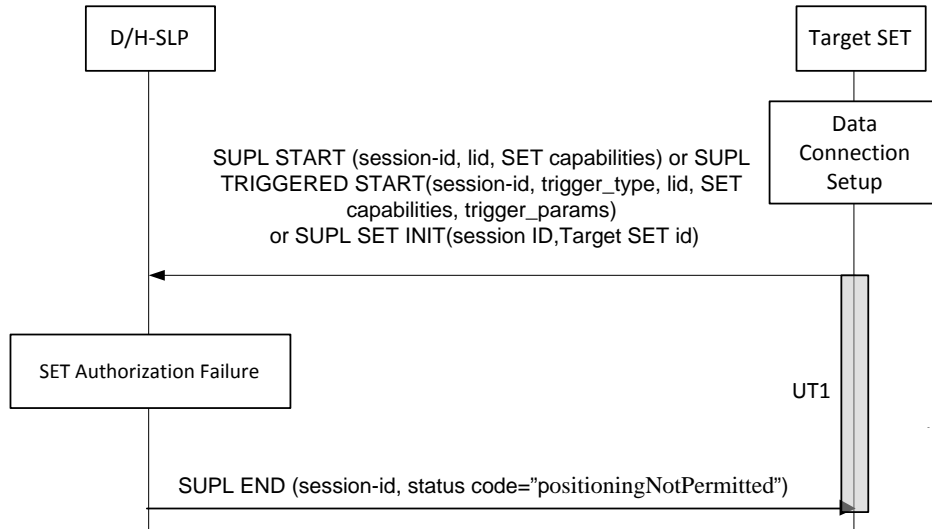 D/H-SLP
Target SET
Data
Connection
Setup
SUPL START (session-id, lid, SET capabilities) or SUPL
TRIGGERED START(session-id, trigger_type, lid, SET
capabilities, trigger_params)
or SUPL SET INIT(session ID,Target SET id)
SET Authorization Failure
UT1
SUPL END (session-id, status code=”positioningNotPermitted”)